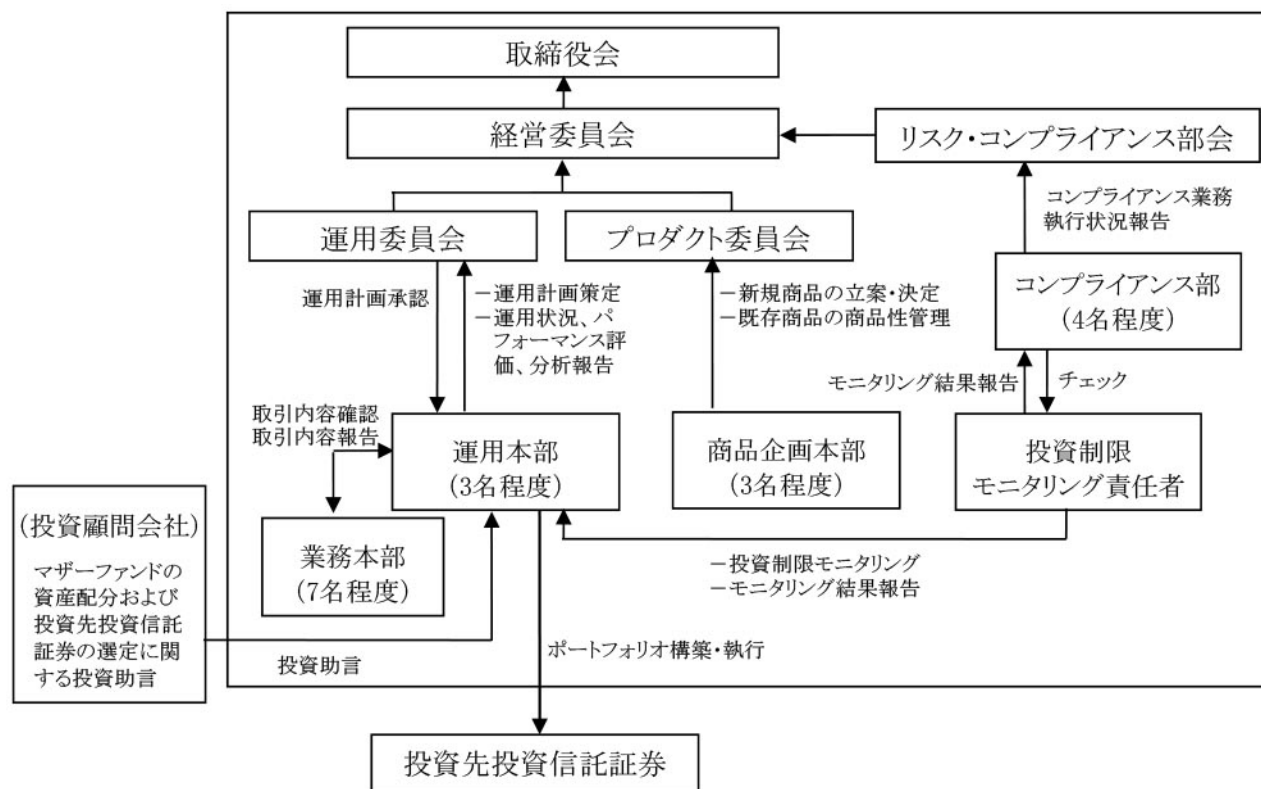 取締役会
経営委員会
リスク・コンプライアンス部会
コンプライアンス業務
執行状況報告
運用委員会
プロダクト委員会
運用計画承認
－運用計画策定
－運用状況、パ
フォーマンス評
価、分析報告
－新規商品の立案・決定
－既存商品の商品性管理
コンプライアンス部
(4名程度)
モニタリング結果報告
チェック
取引内容確認
取引内容報告
運用本部
(3名程度)
商品企画本部
(3名程度)
投資制限
モニタリング責任者
(投資顧問会社)
マザーファンドの
資産配分および
投資先投資信託
証券の選定に関
する投資助言
業務本部
(7名程度)
－投資制限モニタリング
－モニタリング結果報告
投資助言
ポートフォリオ構築・執行
投資先投資信託証券